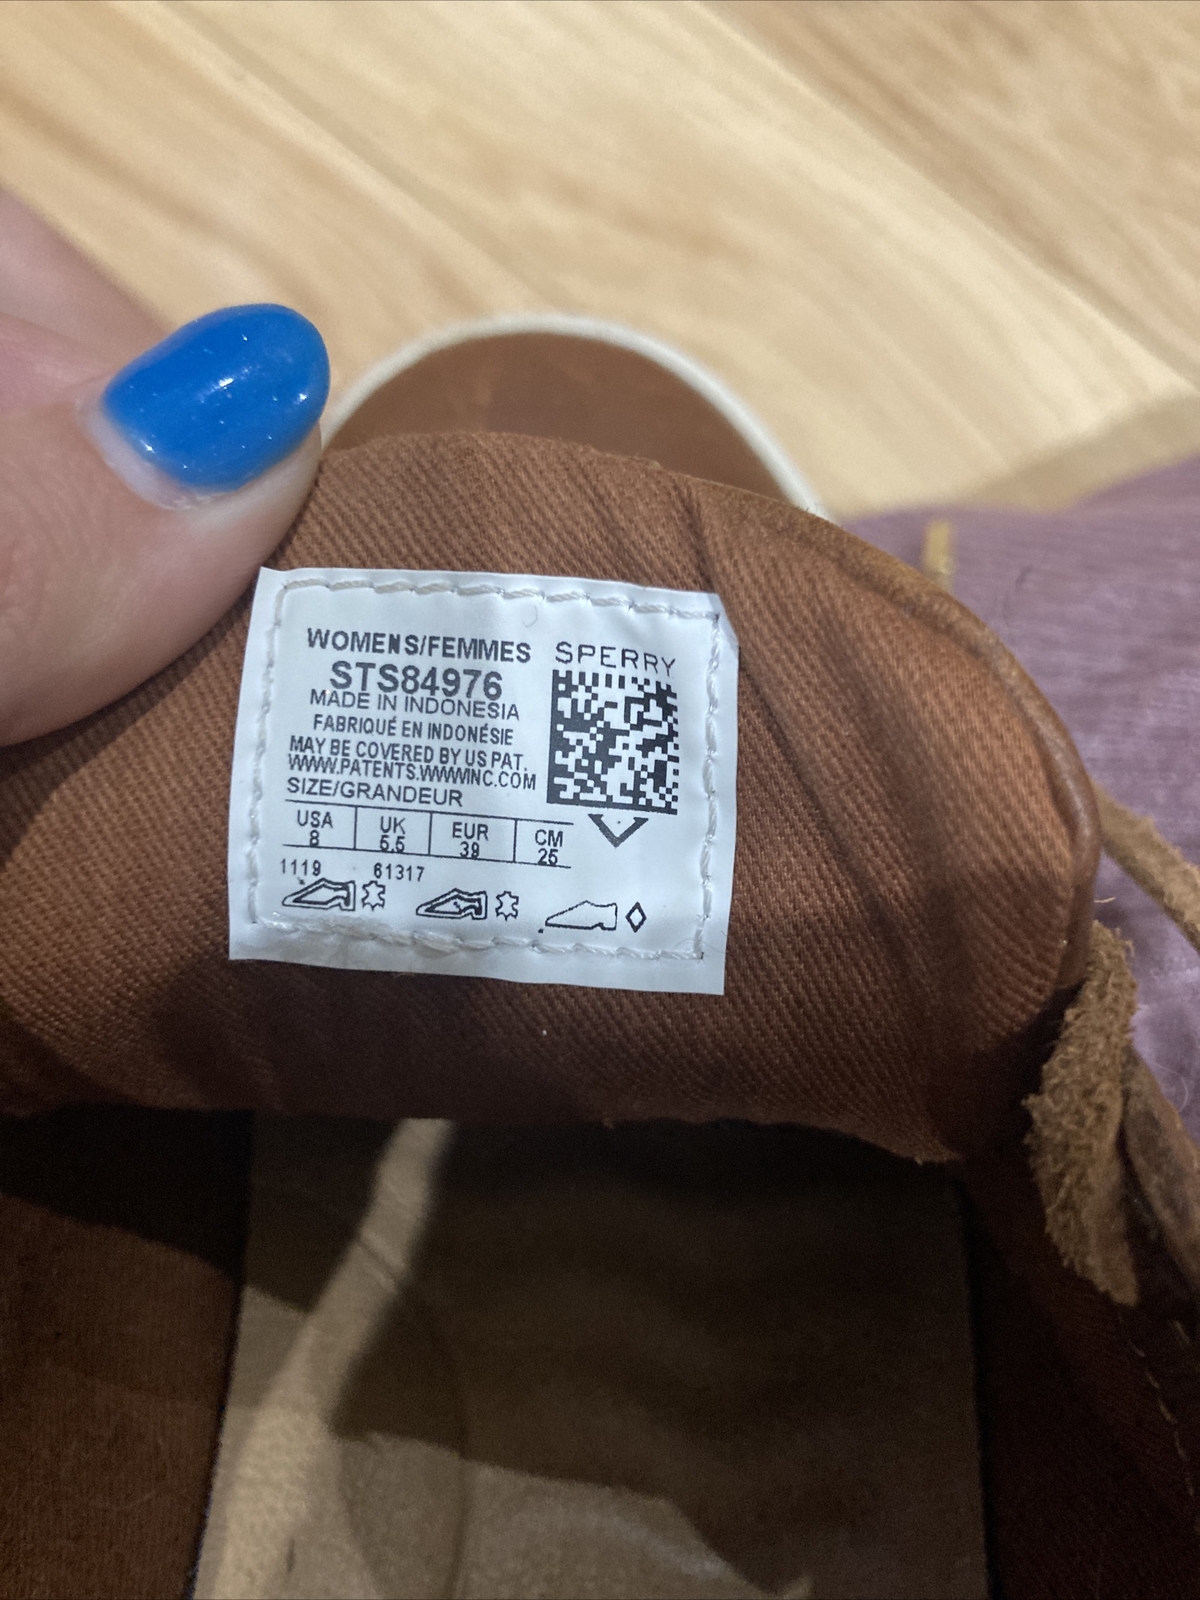 WOMENS/FEMMES
STS84976
MADE IN INDONESIA
FABRIQUÉ EN INDONÉSIE
MAY BE COVERED BY US PAT.
WWW.PATENTS.WWWINC.COM
SIZE/GRANDEUR
USA UK EUR CM
8 5.5 39 25
1119 61317
SPERRY